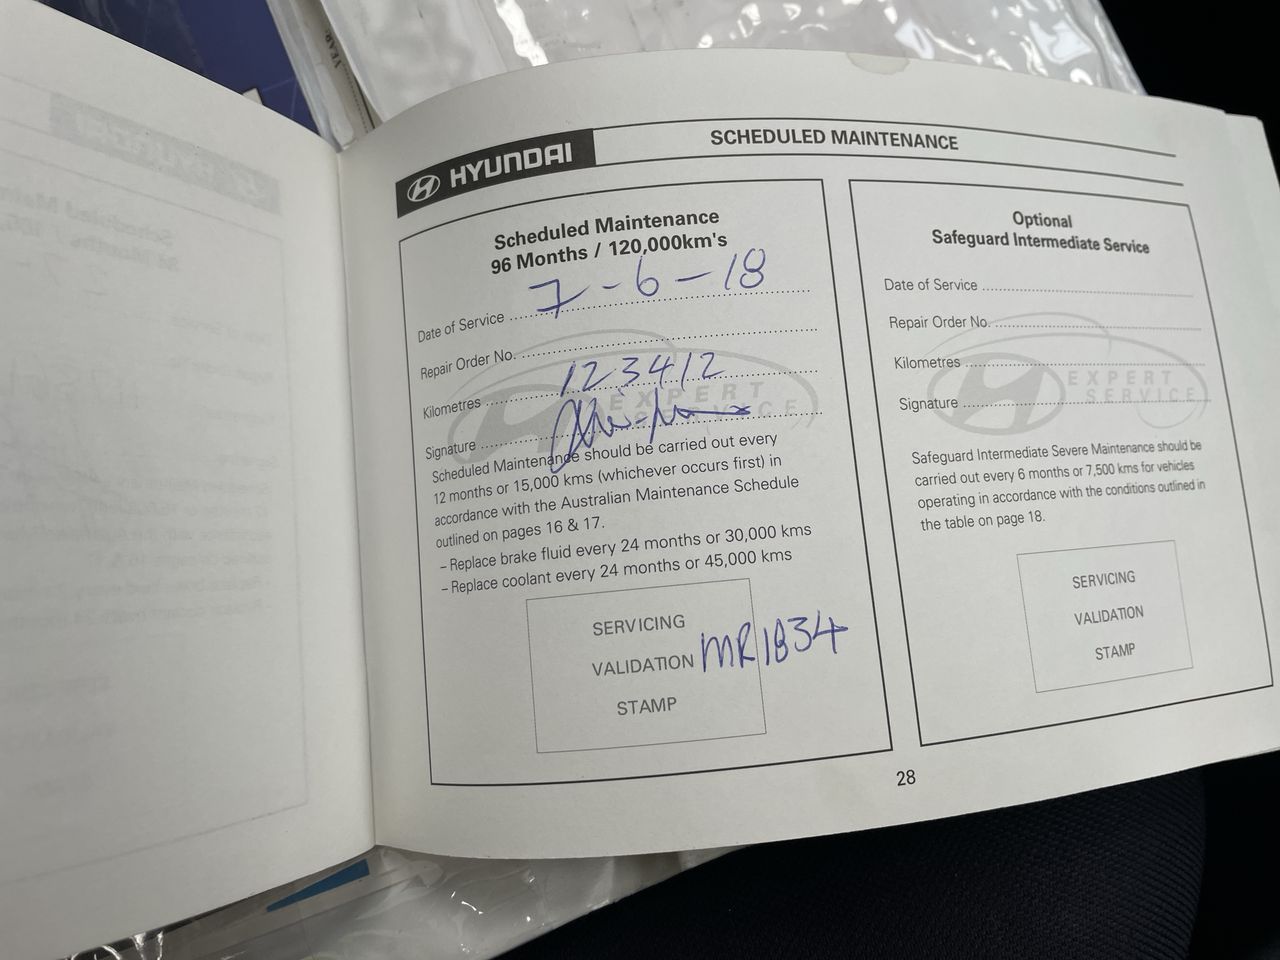 YEAR:
HYUNDAI
SCHEDULED MAINTENANCE
Scheduled Maintenance
96 Months / 120,000km's
Date of Service 7-6-18
Repair Order No.
Kilometres 123412
Signature
EXPERT
SERVICE
Scheduled Maintenance should be carried out every
12 months or 15,000 kms (whichever occurs first) in
accordance with the Australian Maintenance Schedule
outlined on pages 16 & 17.
– Replace brake fluid every 24 months or 30,000 kms
– Replace coolant every 24 months or 45,000 kms
SERVICING
VALIDATION MR1834
STAMP
Optional
Safeguard Intermediate Service
Date of Service
Repair Order No.
Kilometres
Signature
EXPERT
SERVICE
Safeguard Intermediate Severe Maintenance should be
carried out every 6 months or 7,500 kms for vehicles
operating in accordance with the conditions outlined in
the table on page 18.
SERVICING
VALIDATION
STAMP
28